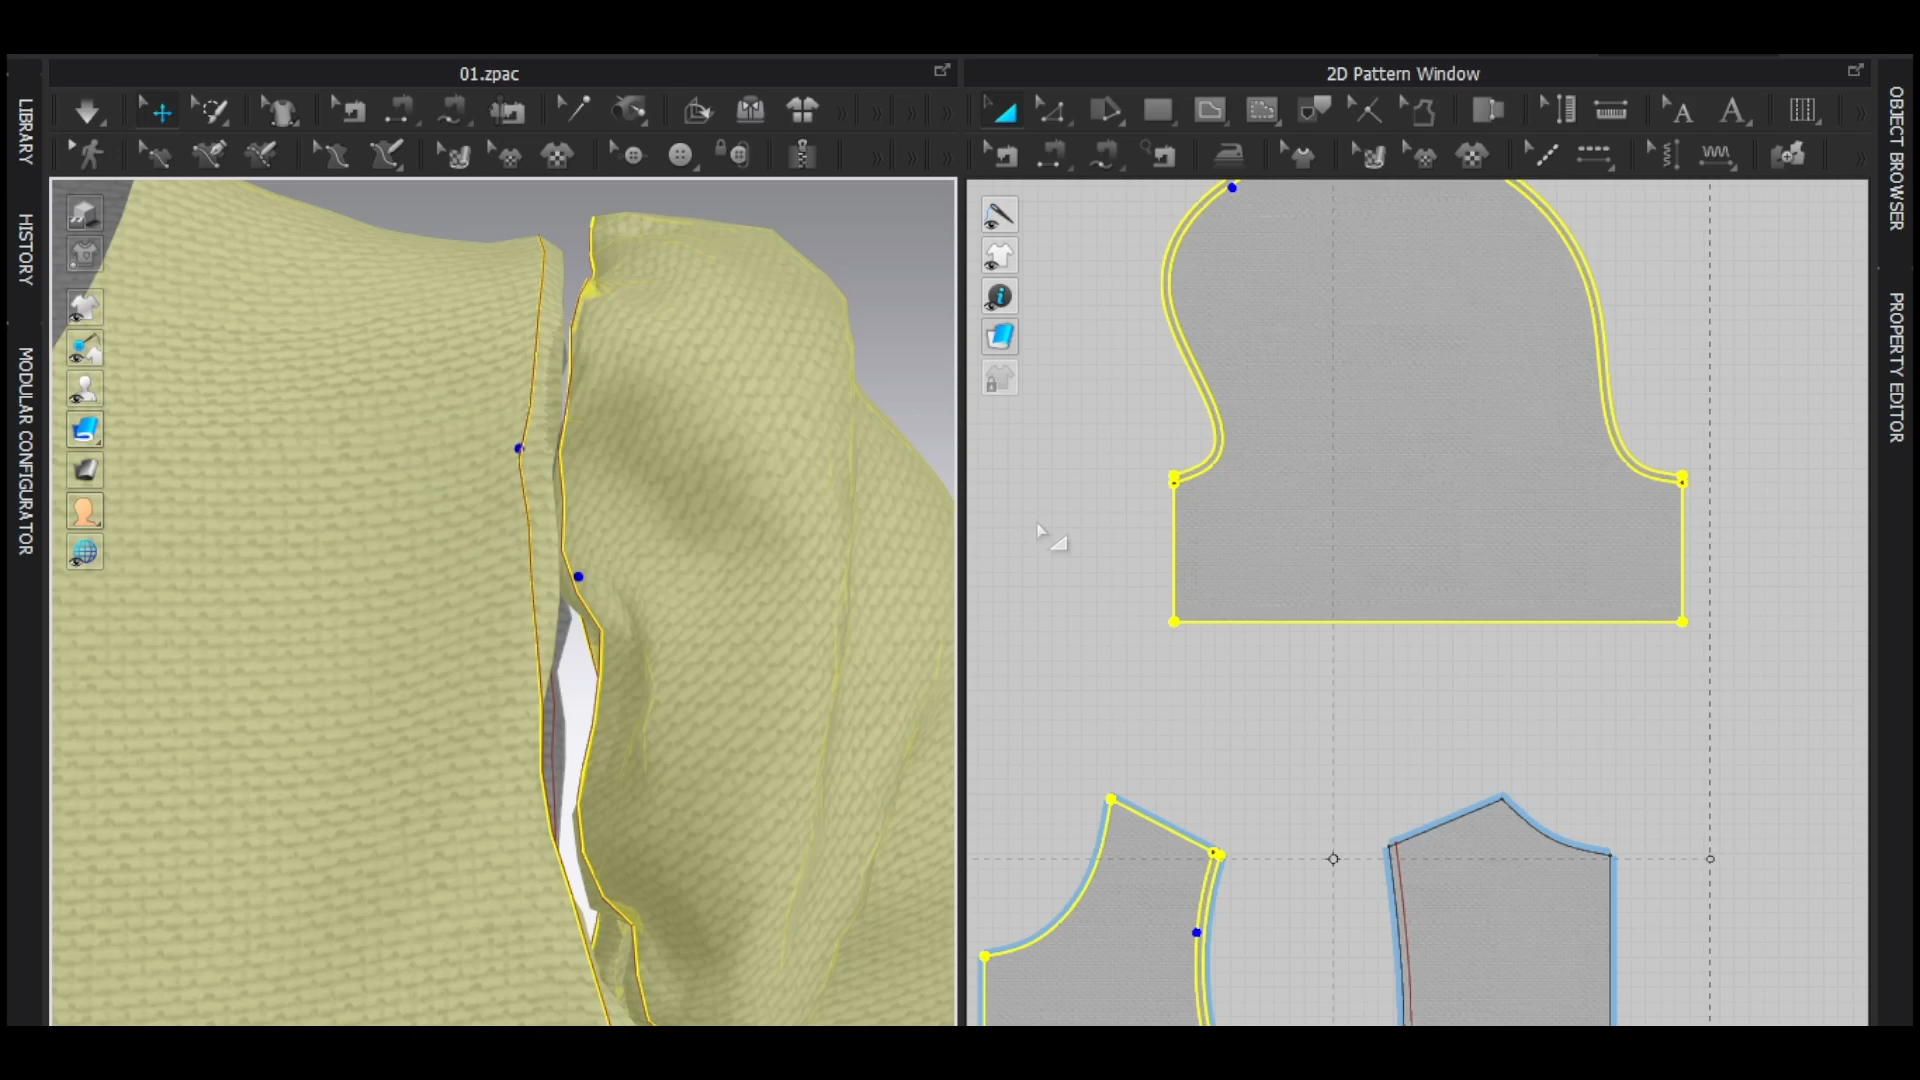 01.zpac
2D Pattern Window
LIBRARY
HISTORY
MODULAR CONFIGURATOR
OBJECT BROWSER
PROPERTY EDITOR